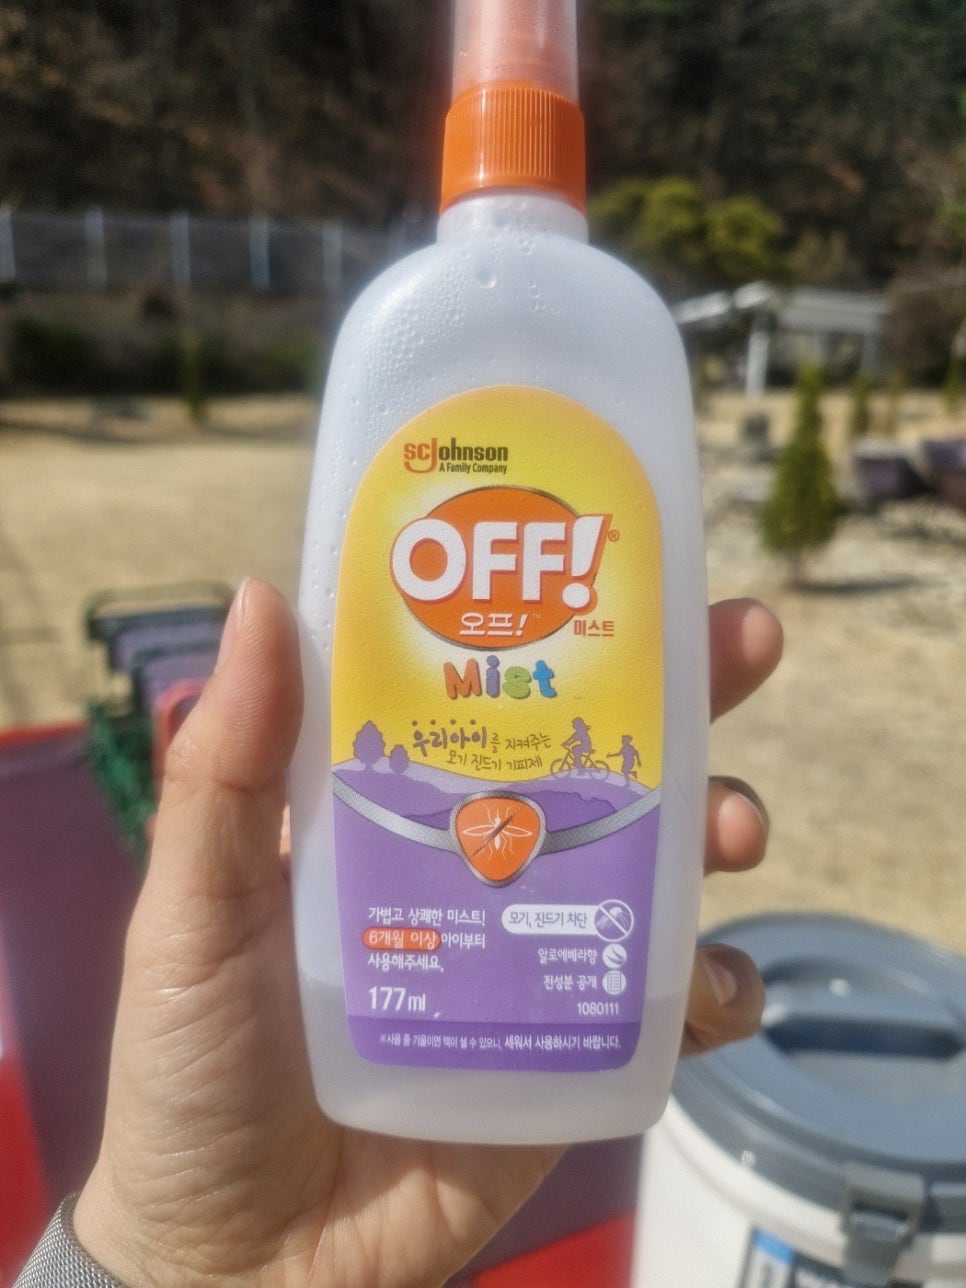 scJohnson
A Family Company
OFF!®
오프!™
미스트
Mist
우리아이를 지켜주는
모기 진드기 기피제
가볍고 상쾌한 미스트!
6개월 이상 아이부터
사용해주세요.
177ml
모기, 진드기 차단
알로에베라향
전성분 공개
1080111
※사용 중 기울이면 액이 샐 수 있으니, 세워서 사용하시기 바랍니다.